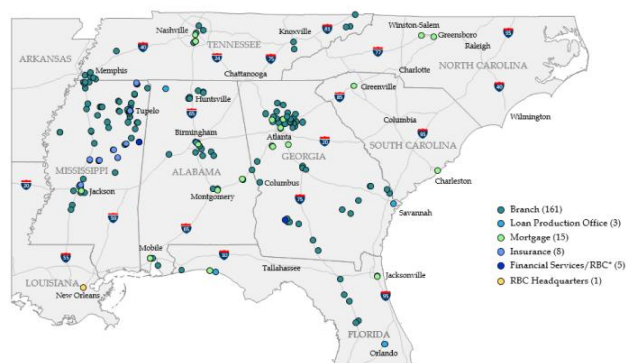 Nashville
Knoxville
Winston-Salem
Greensboro
Raleigh
TENNESSEE
ARKANSAS
Memphis
Chattanooga
Charlotte
NORTH CAROLINA
Huntsville
Greenville
Tupelo
Wilmington
Columbia
Birmingham
Atlanta
SOUTH CAROLINA
GEORGIA
MISSISSIPPI
ALABAMA
Jackson
Montgomery
Columbus
Charleston
Savannah
Branch (161)
Loan Production Office (3)
Mortgage (15)
Insurance (8)
Financial Services/RBC* (5)
RBC Headquarters (1)
Mobile
Tallahassee
Jacksonville
LOUISIANA
New Orleans
FLORIDA
Orlando